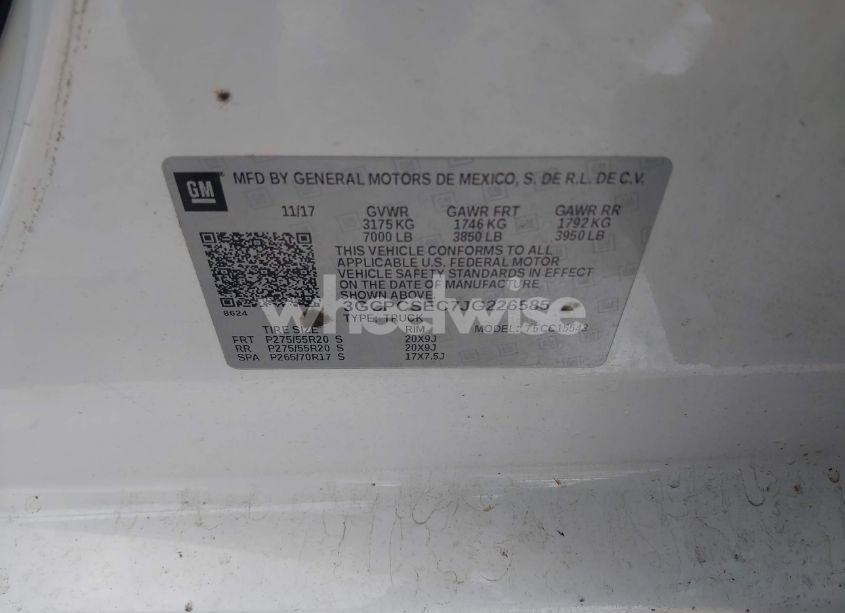 GM
MFD BY GENERAL MOTORS DE MEXICO, S. DE R.L. DE C.V.
11/17 GVWR GAWR FRT GAWR RR
3175 KG 1746 KG 1792 KG
7000 LB 3850 LB 3950 LB
THIS VEHICLE CONFORMS TO ALL
APPLICABLE U.S. FEDERAL MOTOR
VEHICLE SAFETY STANDARDS IN EFFECT
ON THE DATE OF MANUFACTURE
SHOWN ABOVE.
8624
wheelwise
TYPE: TRUCK
TIRE SIZE RIM MODEL:
FRT P275/55R20 S 20X9J
RR P275/55R20 S 20X9J
SPA P265/70R17 S 17X7.5J